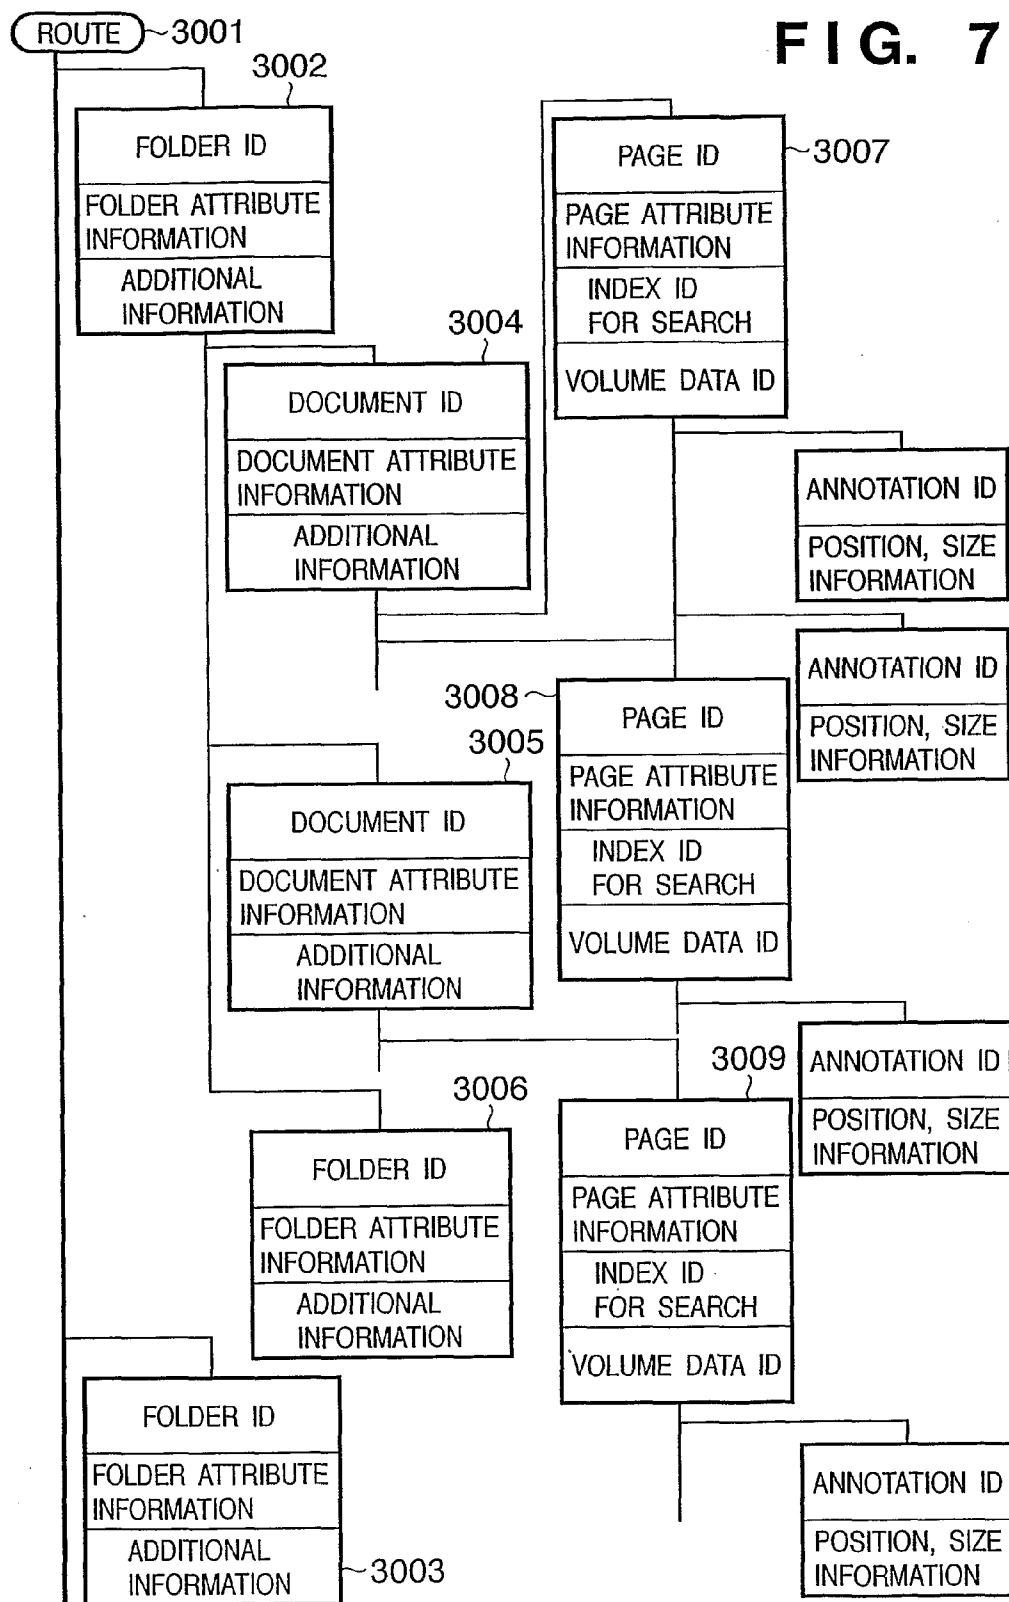 FIG. 7
ROUTE
3001
3002
FOLDER ID
FOLDER ATTRIBUTE
INFORMATION
ADDITIONAL
INFORMATION
3004
DOCUMENT ID
DOCUMENT ATTRIBUTE
INFORMATION
ADDITIONAL
INFORMATION
3005
DOCUMENT ID
DOCUMENT ATTRIBUTE
INFORMATION
ADDITIONAL
INFORMATION
3006
FOLDER ID
FOLDER ATTRIBUTE
INFORMATION
ADDITIONAL
INFORMATION
FOLDER ID
FOLDER ATTRIBUTE
INFORMATION
ADDITIONAL
INFORMATION
3003
PAGE ID
3007
PAGE ATTRIBUTE
INFORMATION
INDEX ID
FOR SEARCH
VOLUME DATA ID
ANNOTATION ID
POSITION, SIZE
INFORMATION
ANNOTATION ID
POSITION, SIZE
INFORMATION
3008
PAGE ID
PAGE ATTRIBUTE
INFORMATION
INDEX ID
FOR SEARCH
VOLUME DATA ID
ANNOTATION ID
POSITION, SIZE
INFORMATION
3009
PAGE ID
PAGE ATTRIBUTE
INFORMATION
INDEX ID
FOR SEARCH
VOLUME DATA ID
ANNOTATION ID
POSITION, SIZE
INFORMATION